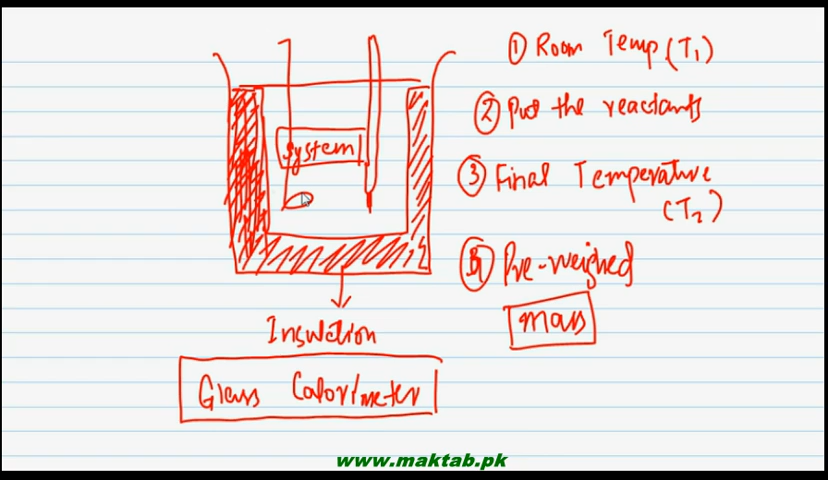 ① Room Temp (T₁)
② Put the reactants
③ Final Temperature
(T₂)
Pre-weighed
mass
System
Insulation
Glass Calorimeter
www.maktab.pk